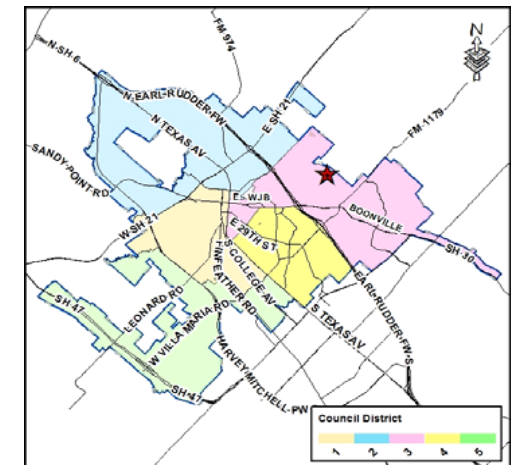 N
N-SH-6
FM 974
N-EARL-RUDDER-FW
E SH 21
N TEXAS AV
FM-1179
SANDY-POINT-RD
E WJB
BOONVILLE
W-SH 21
E 29TH ST
SH-30
S COLLEGE AV
FINFEATHER RD
LEONARD RD
SH 47
W VILLA MARIA RD
S TEXAS AV
EARL-RUDDER-FW-S
HARVEY-MITCHELL-PW
SH-47
Council District
1 2 3 4 5